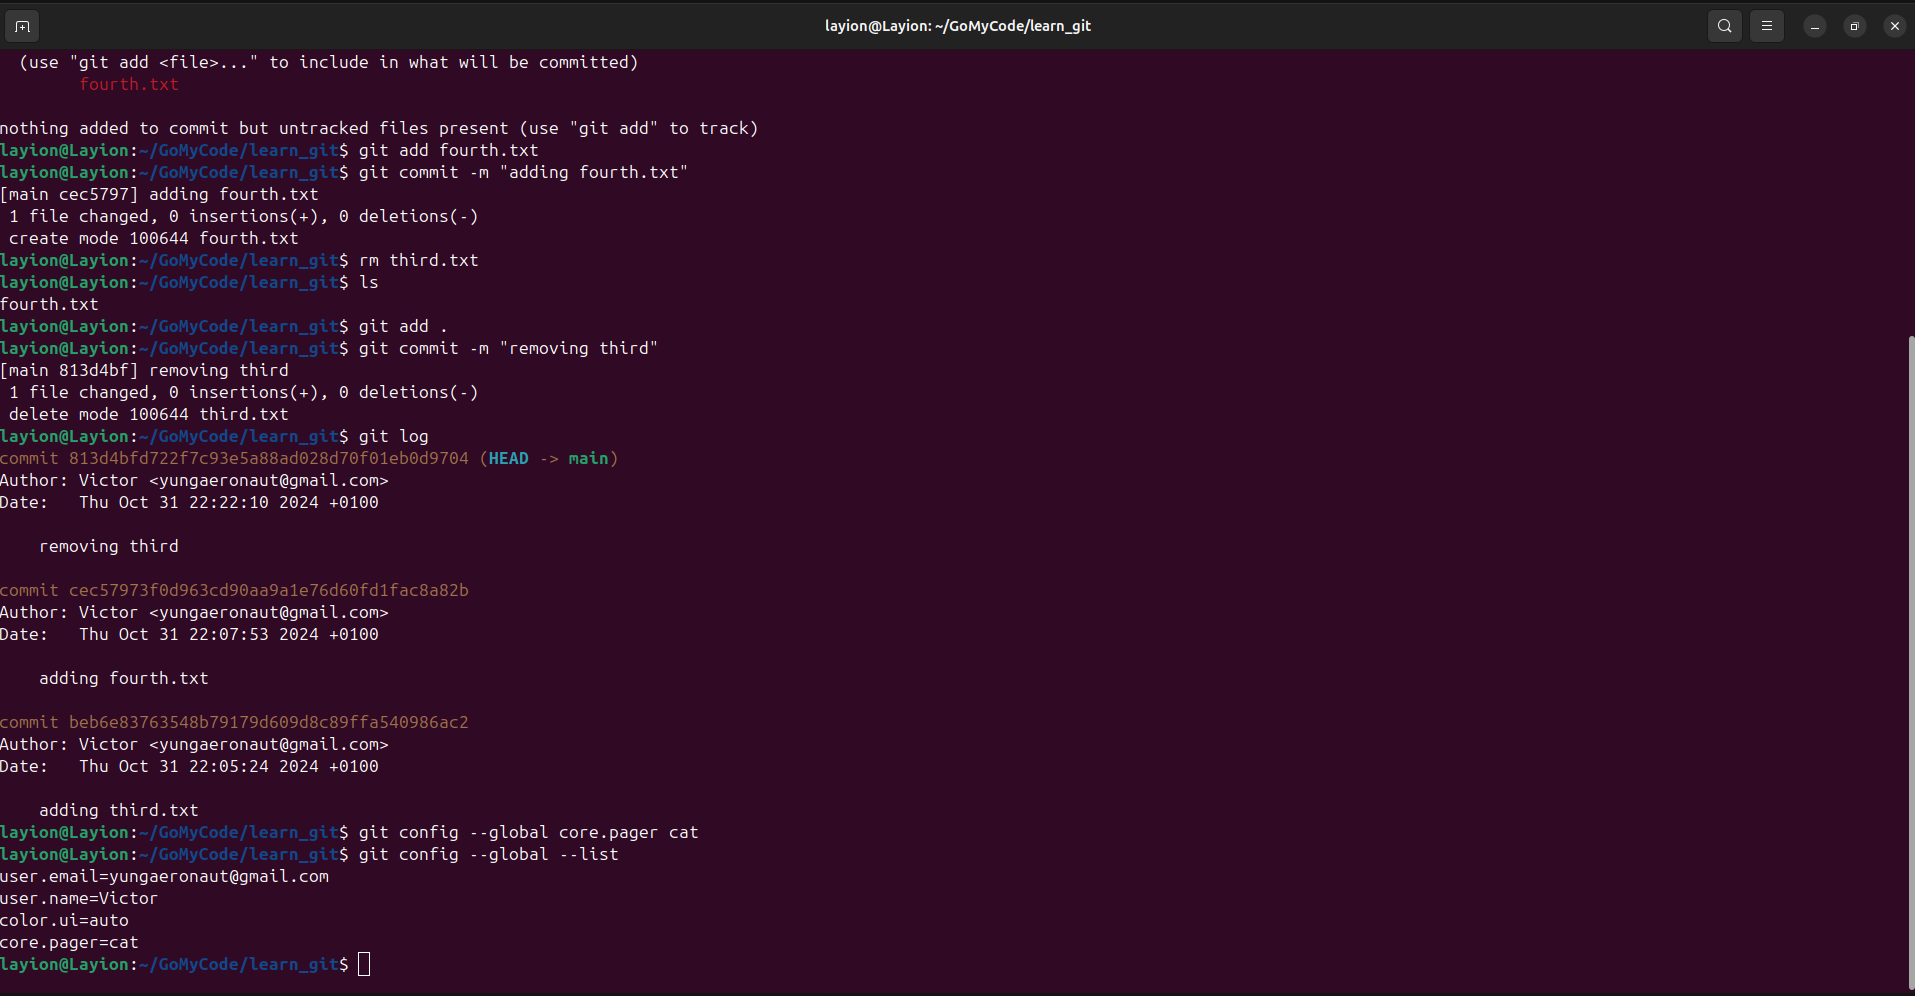 layion@Layion: ~/GoMyCode/learn_git
  (use "git add <file>..." to include in what will be committed)
        fourth.txt

nothing added to commit but untracked files present (use "git add" to track)
layion@Layion:~/GoMyCode/learn_git$ git add fourth.txt
layion@Layion:~/GoMyCode/learn_git$ git commit -m "adding fourth.txt"
[main cec5797] adding fourth.txt
 1 file changed, 0 insertions(+), 0 deletions(-)
 create mode 100644 fourth.txt
layion@Layion:~/GoMyCode/learn_git$ rm third.txt
layion@Layion:~/GoMyCode/learn_git$ ls
fourth.txt
layion@Layion:~/GoMyCode/learn_git$ git add .
layion@Layion:~/GoMyCode/learn_git$ git commit -m "removing third"
[main 813d4bf] removing third
 1 file changed, 0 insertions(+), 0 deletions(-)
 delete mode 100644 third.txt
layion@Layion:~/GoMyCode/learn_git$ git log
commit 813d4bfd722f7c93e5a88ad028d70f01eb0d9704 (HEAD -> main)
Author: Victor <yungaeronaut@gmail.com>
Date:   Thu Oct 31 22:22:10 2024 +0100

    removing third

commit cec57973f0d963cd90aa9a1e76d60fd1fac8a82b
Author: Victor <yungaeronaut@gmail.com>
Date:   Thu Oct 31 22:07:53 2024 +0100

    adding fourth.txt

commit beb6e83763548b79179d609d8c89ffa540986ac2
Author: Victor <yungaeronaut@gmail.com>
Date:   Thu Oct 31 22:05:24 2024 +0100

    adding third.txt
layion@Layion:~/GoMyCode/learn_git$ git config --global core.pager cat
layion@Layion:~/GoMyCode/learn_git$ git config --global --list
user.email=yungaeronaut@gmail.com
user.name=Victor
color.ui=auto
core.pager=cat
layion@Layion:~/GoMyCode/learn_git$